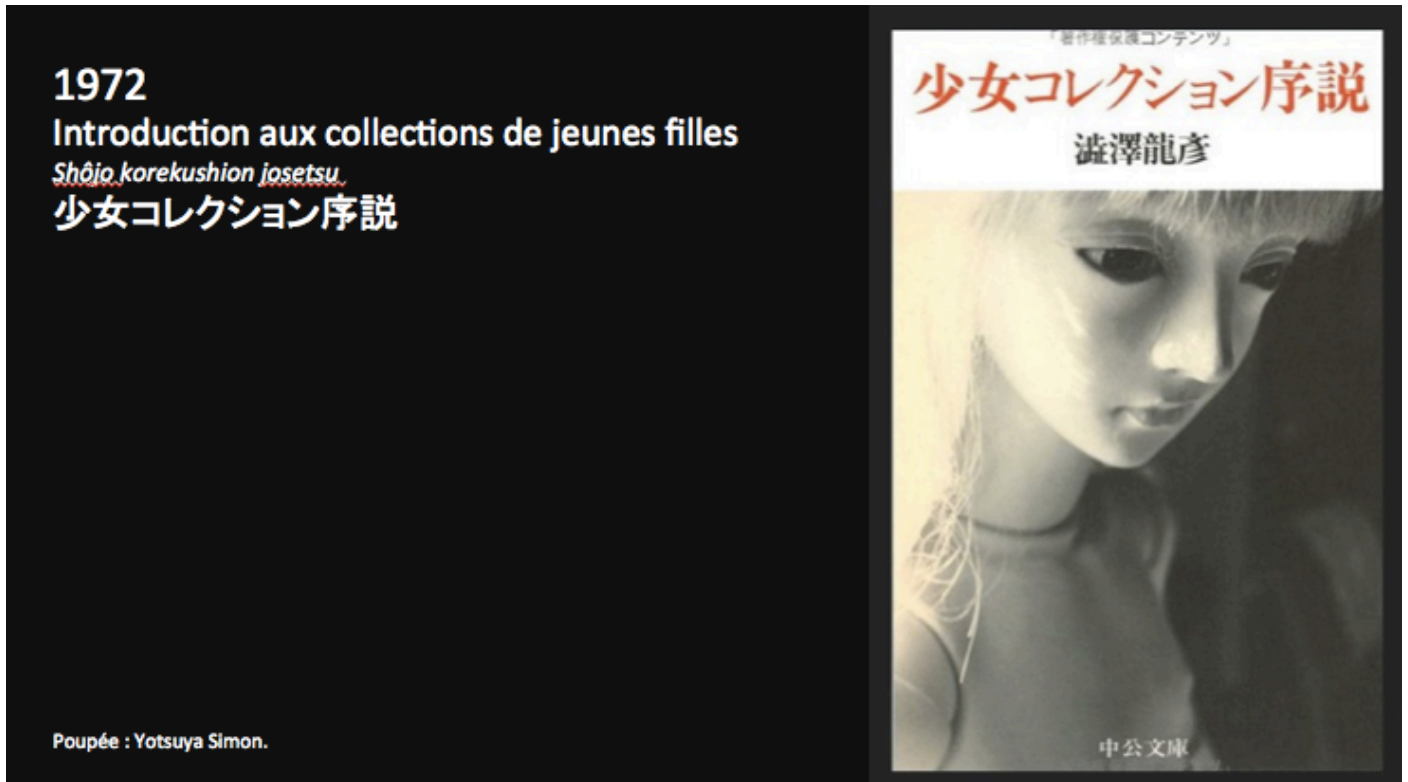 1972
Introduction aux collections de jeunes filles
Shôjo korekushion josetsu
少女コレクション序説
Poupée : Yotsuya Simon.
「著作権保護コンテンツ」
少女コレクション序説
澁澤龍彥
中公文庫